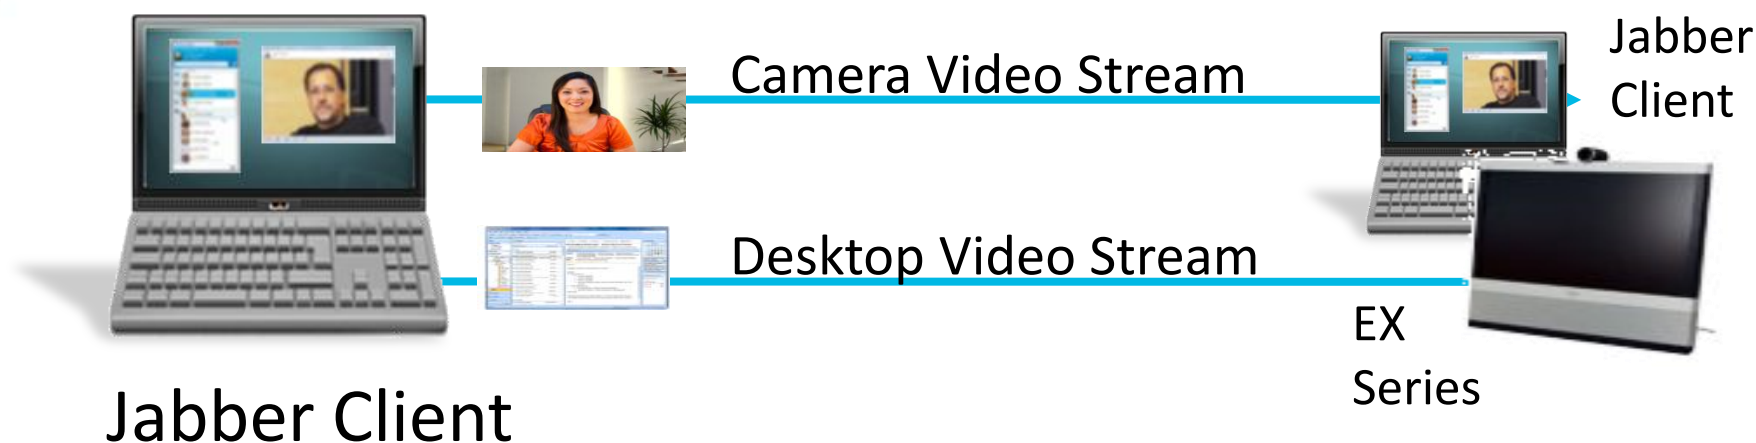 Camera Video Stream
Jabber
Client
Desktop Video Stream
EX
Series
Jabber Client